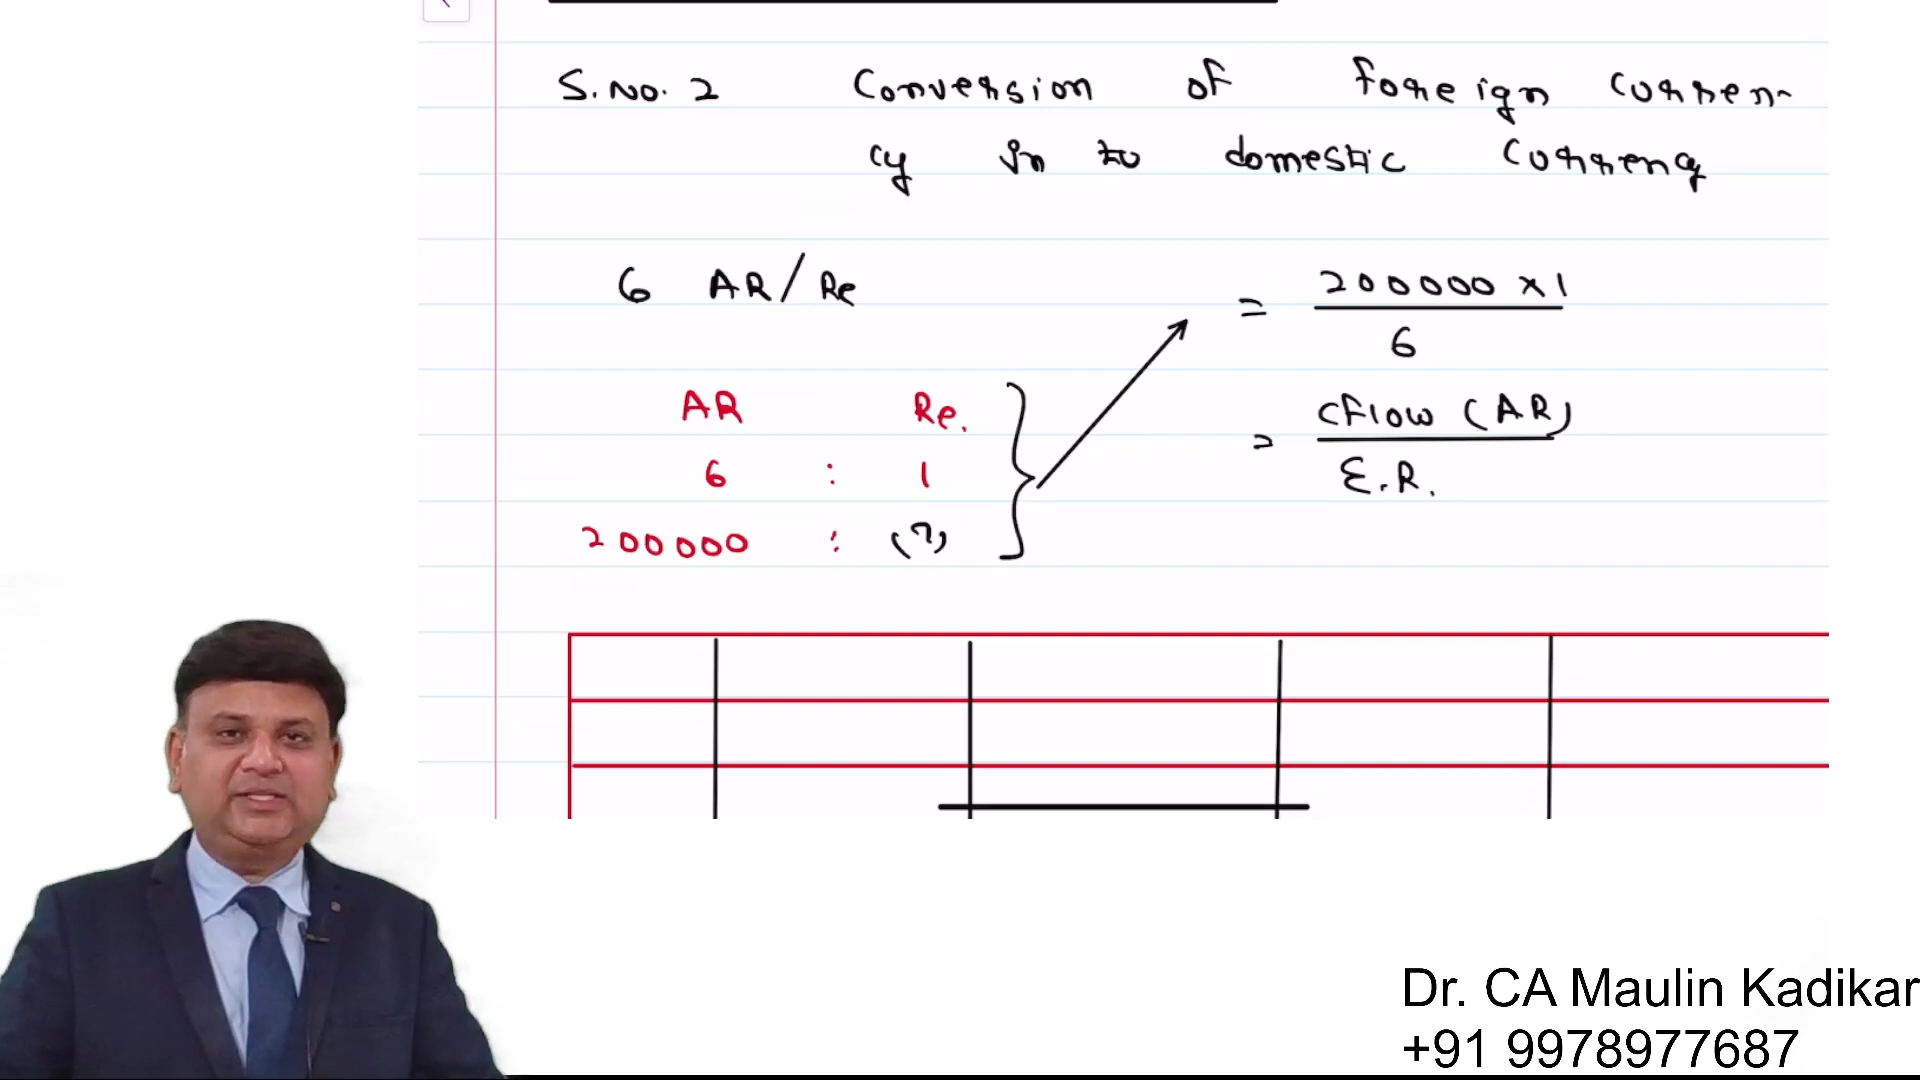 S.No. 2 Conversion of foreign curren-
cy in to domestic currency
6 AR/Re
= 200000 x 1
6
AR Re.
= Cflow (AR)
E.R.
6 : 1
200000 : (?)
Dr. CA Maulin Kadikar
+91 9978977687